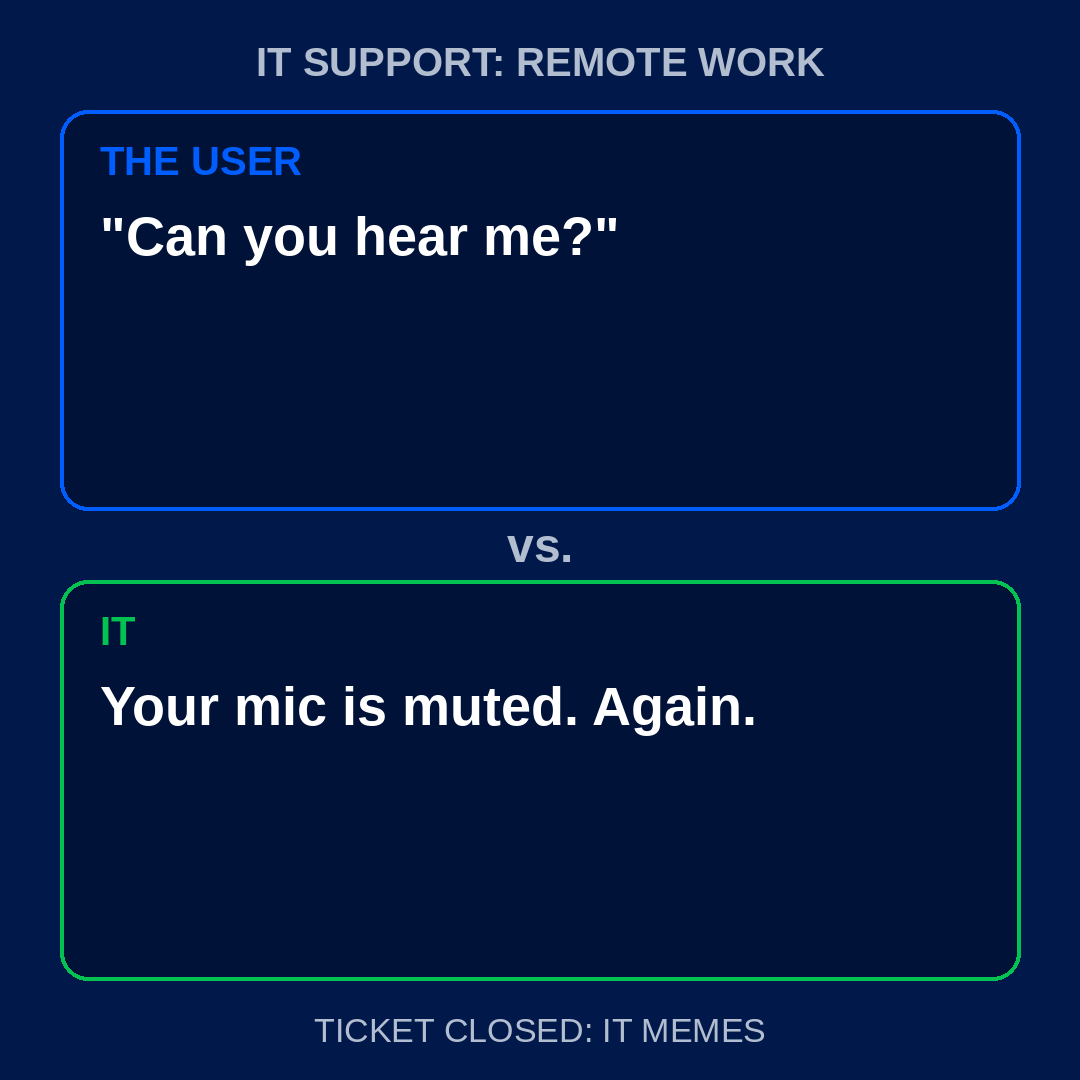 IT SUPPORT: REMOTE WORK
THE USER
"Can you hear me?"
vs.
IT
Your mic is muted. Again.
TICKET CLOSED: IT MEMES